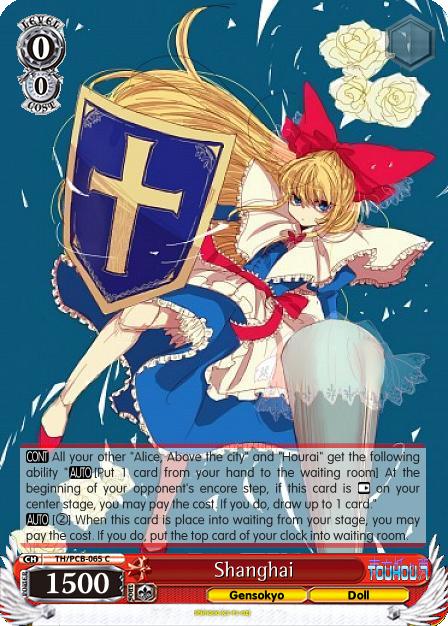 LEVEL
0
0
COST
1
CONT All your other "Alice, Above the city" and "Hourai" get the following
ability "AUTO [Put 1 card from your hand to the waiting room] At the
beginning of your opponent's encore step, if this card is on your
center stage, you may pay the cost. If you do, draw up to 1 card."
AUTO [②] When this card is place into waiting from your stage, you may
pay the cost. If you do, put the top card of your clock into waiting room.
CH TH/PCB-065 C
POWER 1500 SOUL
Shanghai
TOUHOU
Gensokyo
Doll